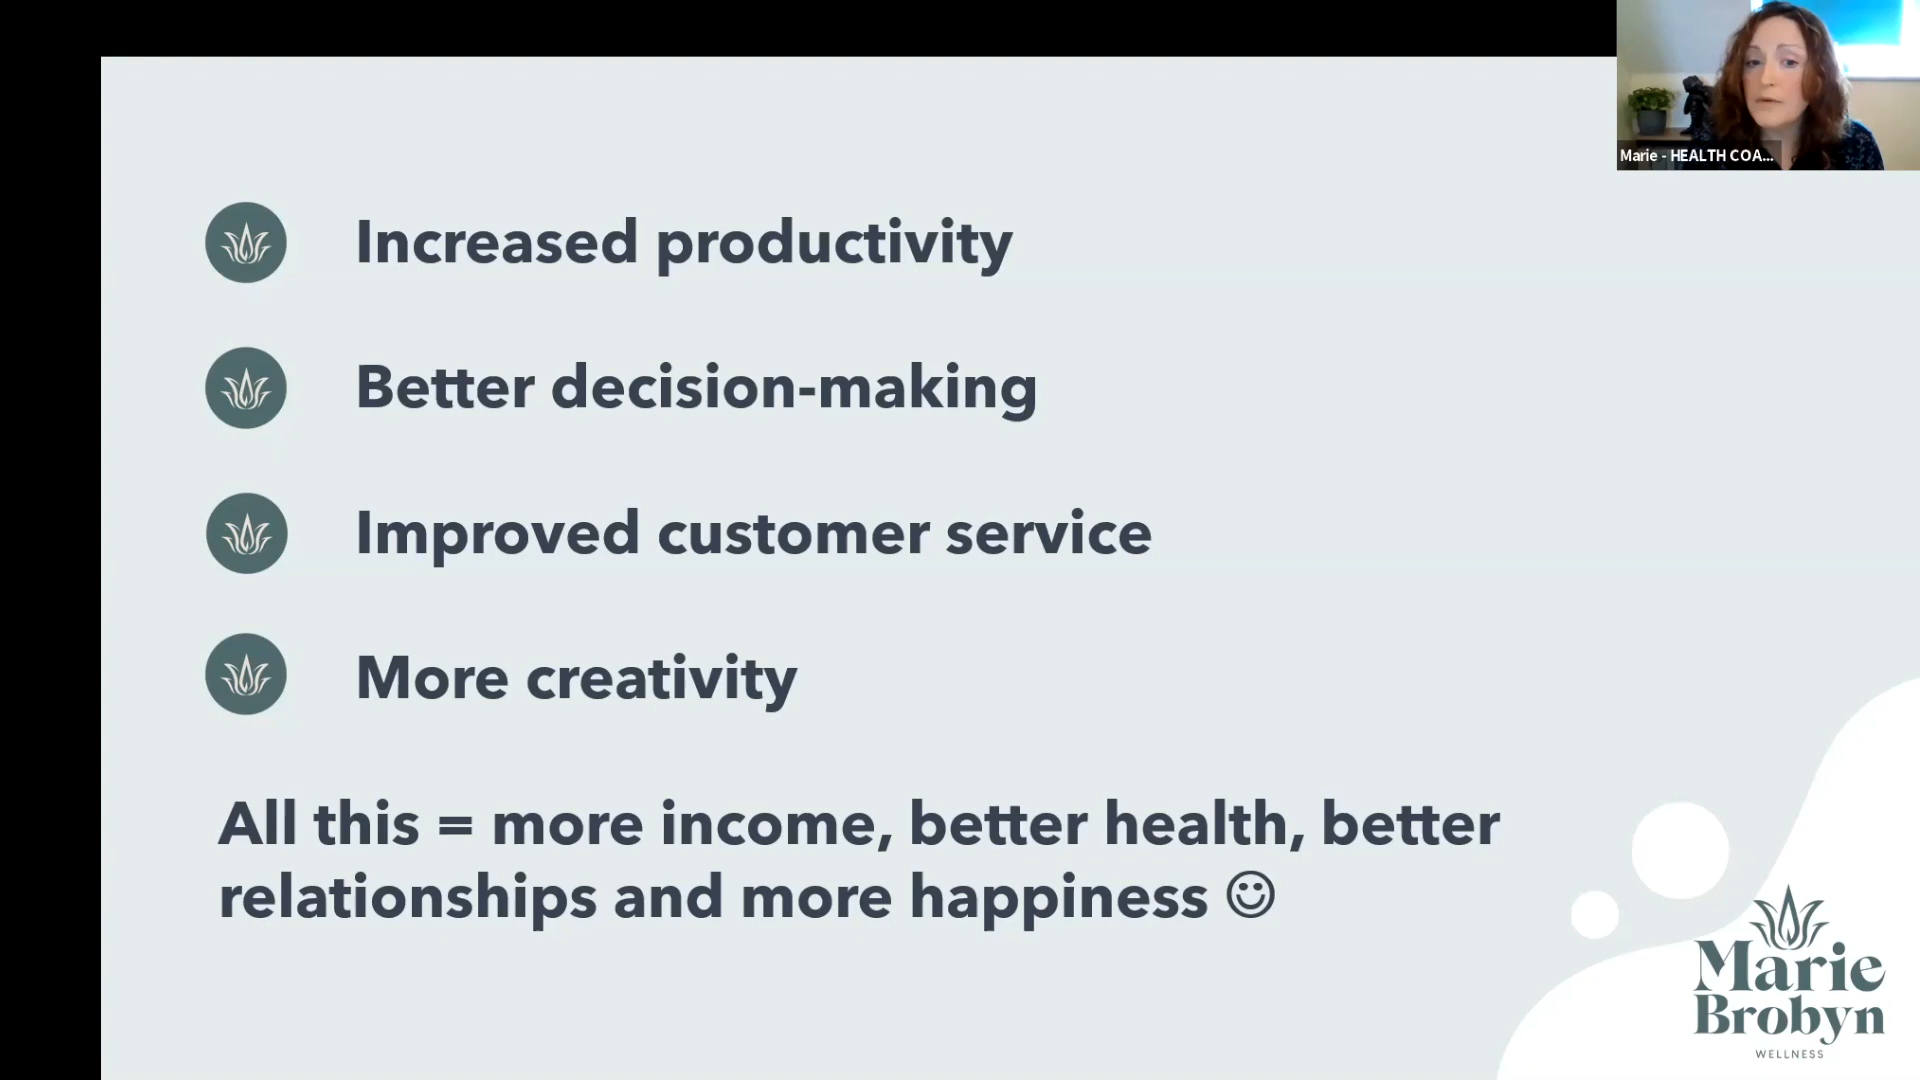 Marie - HEALTH COA...
Increased productivity
Better decision-making
Improved customer service
More creativity
All this = more income, better health, better
relationships and more happiness ☺
Marie
Brobyn
WELLNESS